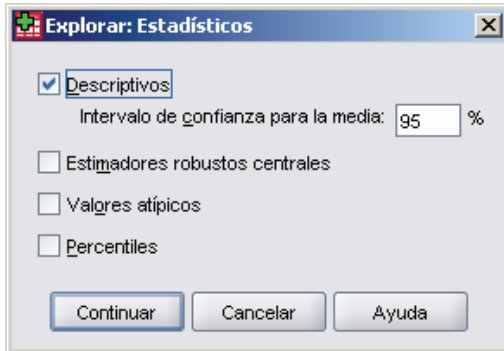 Explorar: Estadísticos
Descriptivos
Intervalo de confianza para la media: 95 %
Estimadores robustos centrales
Valores atípicos
Percentiles
Continuar Cancelar Ayuda